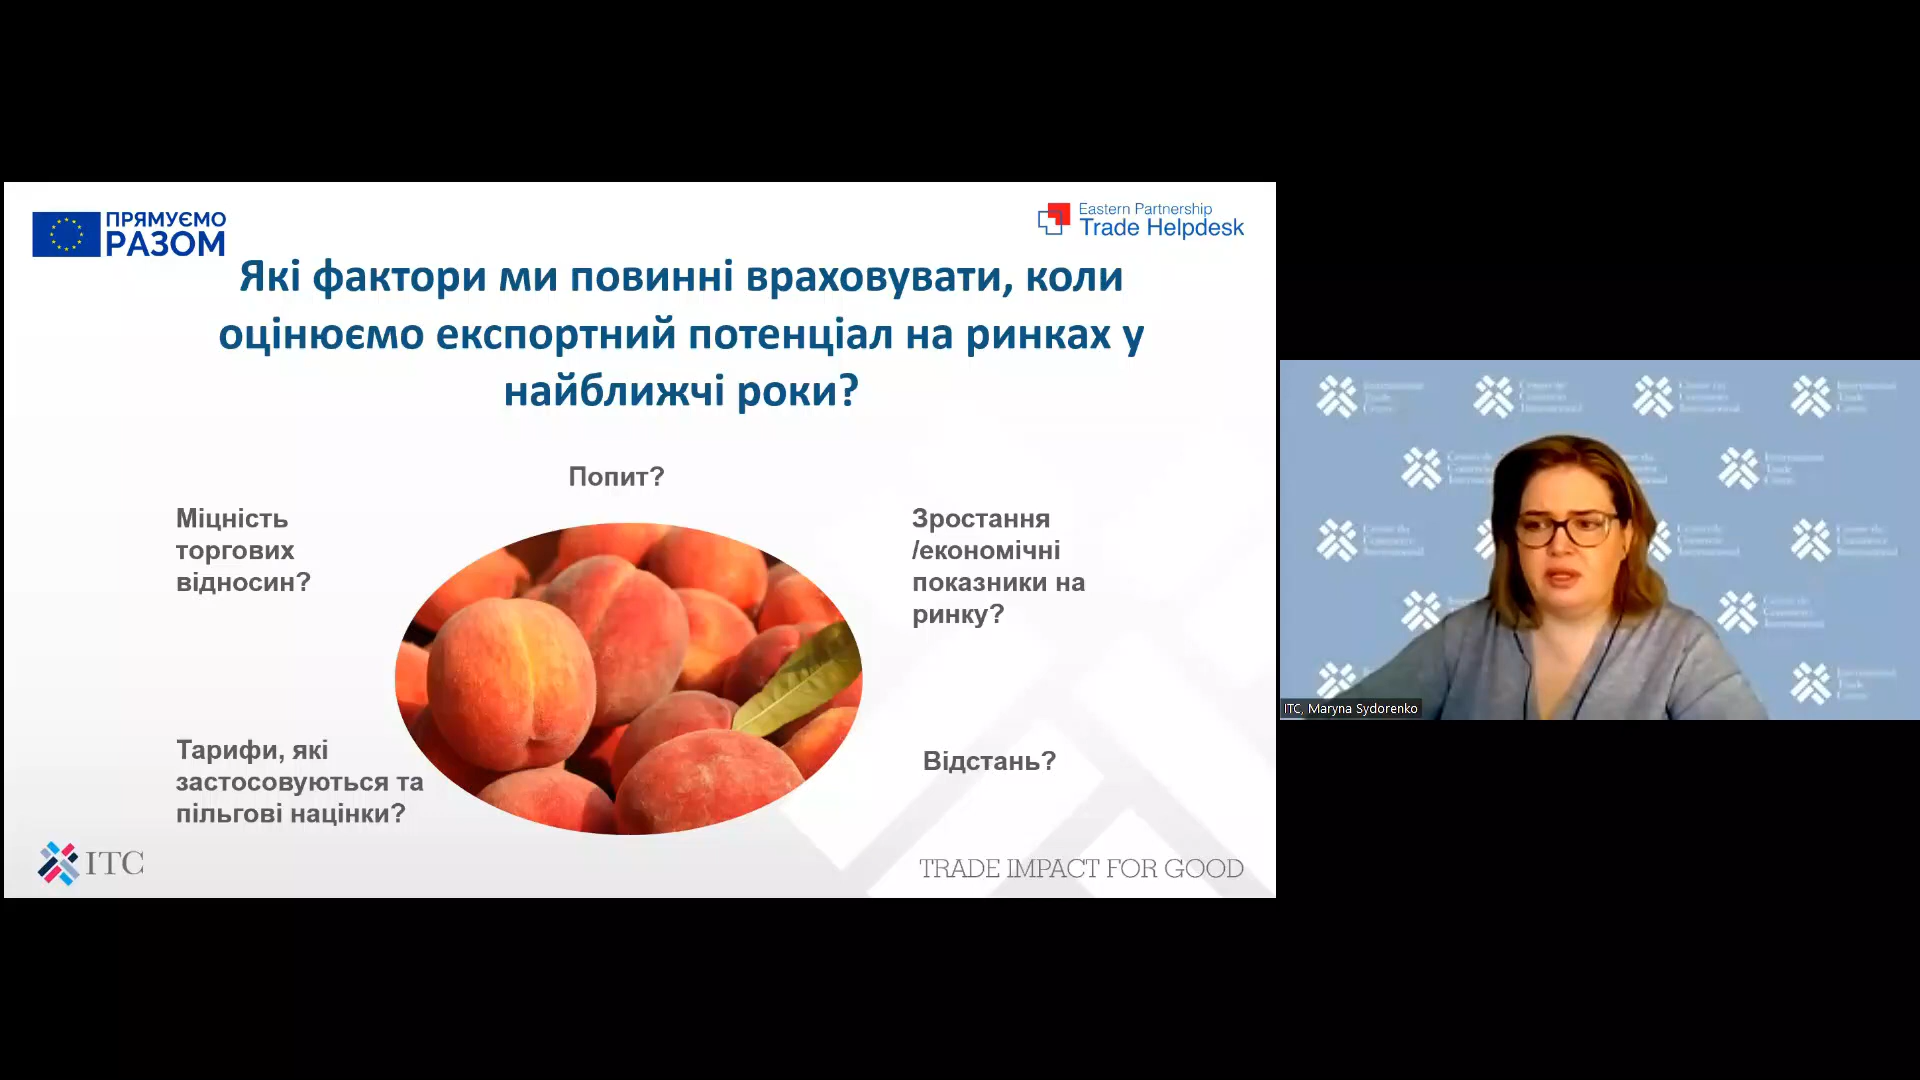 ПРЯМУЄМО
РАЗОМ
Eastern Partnership
Trade Helpdesk
Які фактори ми повинні враховувати, коли
оцінюємо експортний потенціал на ринках у
найближчі роки?
Попит?
Міцність
торгових
відносин?
Зростання
/економічні
показники на
ринку?
Тарифи, які
застосовуються та
пільгові націнки?
Відстань?
ITC
TRADE IMPACT FOR GOOD
ITC, Maryna Sydorenko